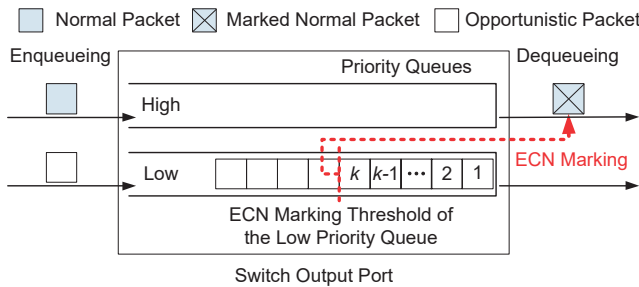 Normal Packet Marked Normal Packet Opportunistic Packet
Enqueueing Priority Queues Dequeueing
High
ECN Marking
Low k k-1 ... 2 1
ECN Marking Threshold of
the Low Priority Queue
Switch Output Port